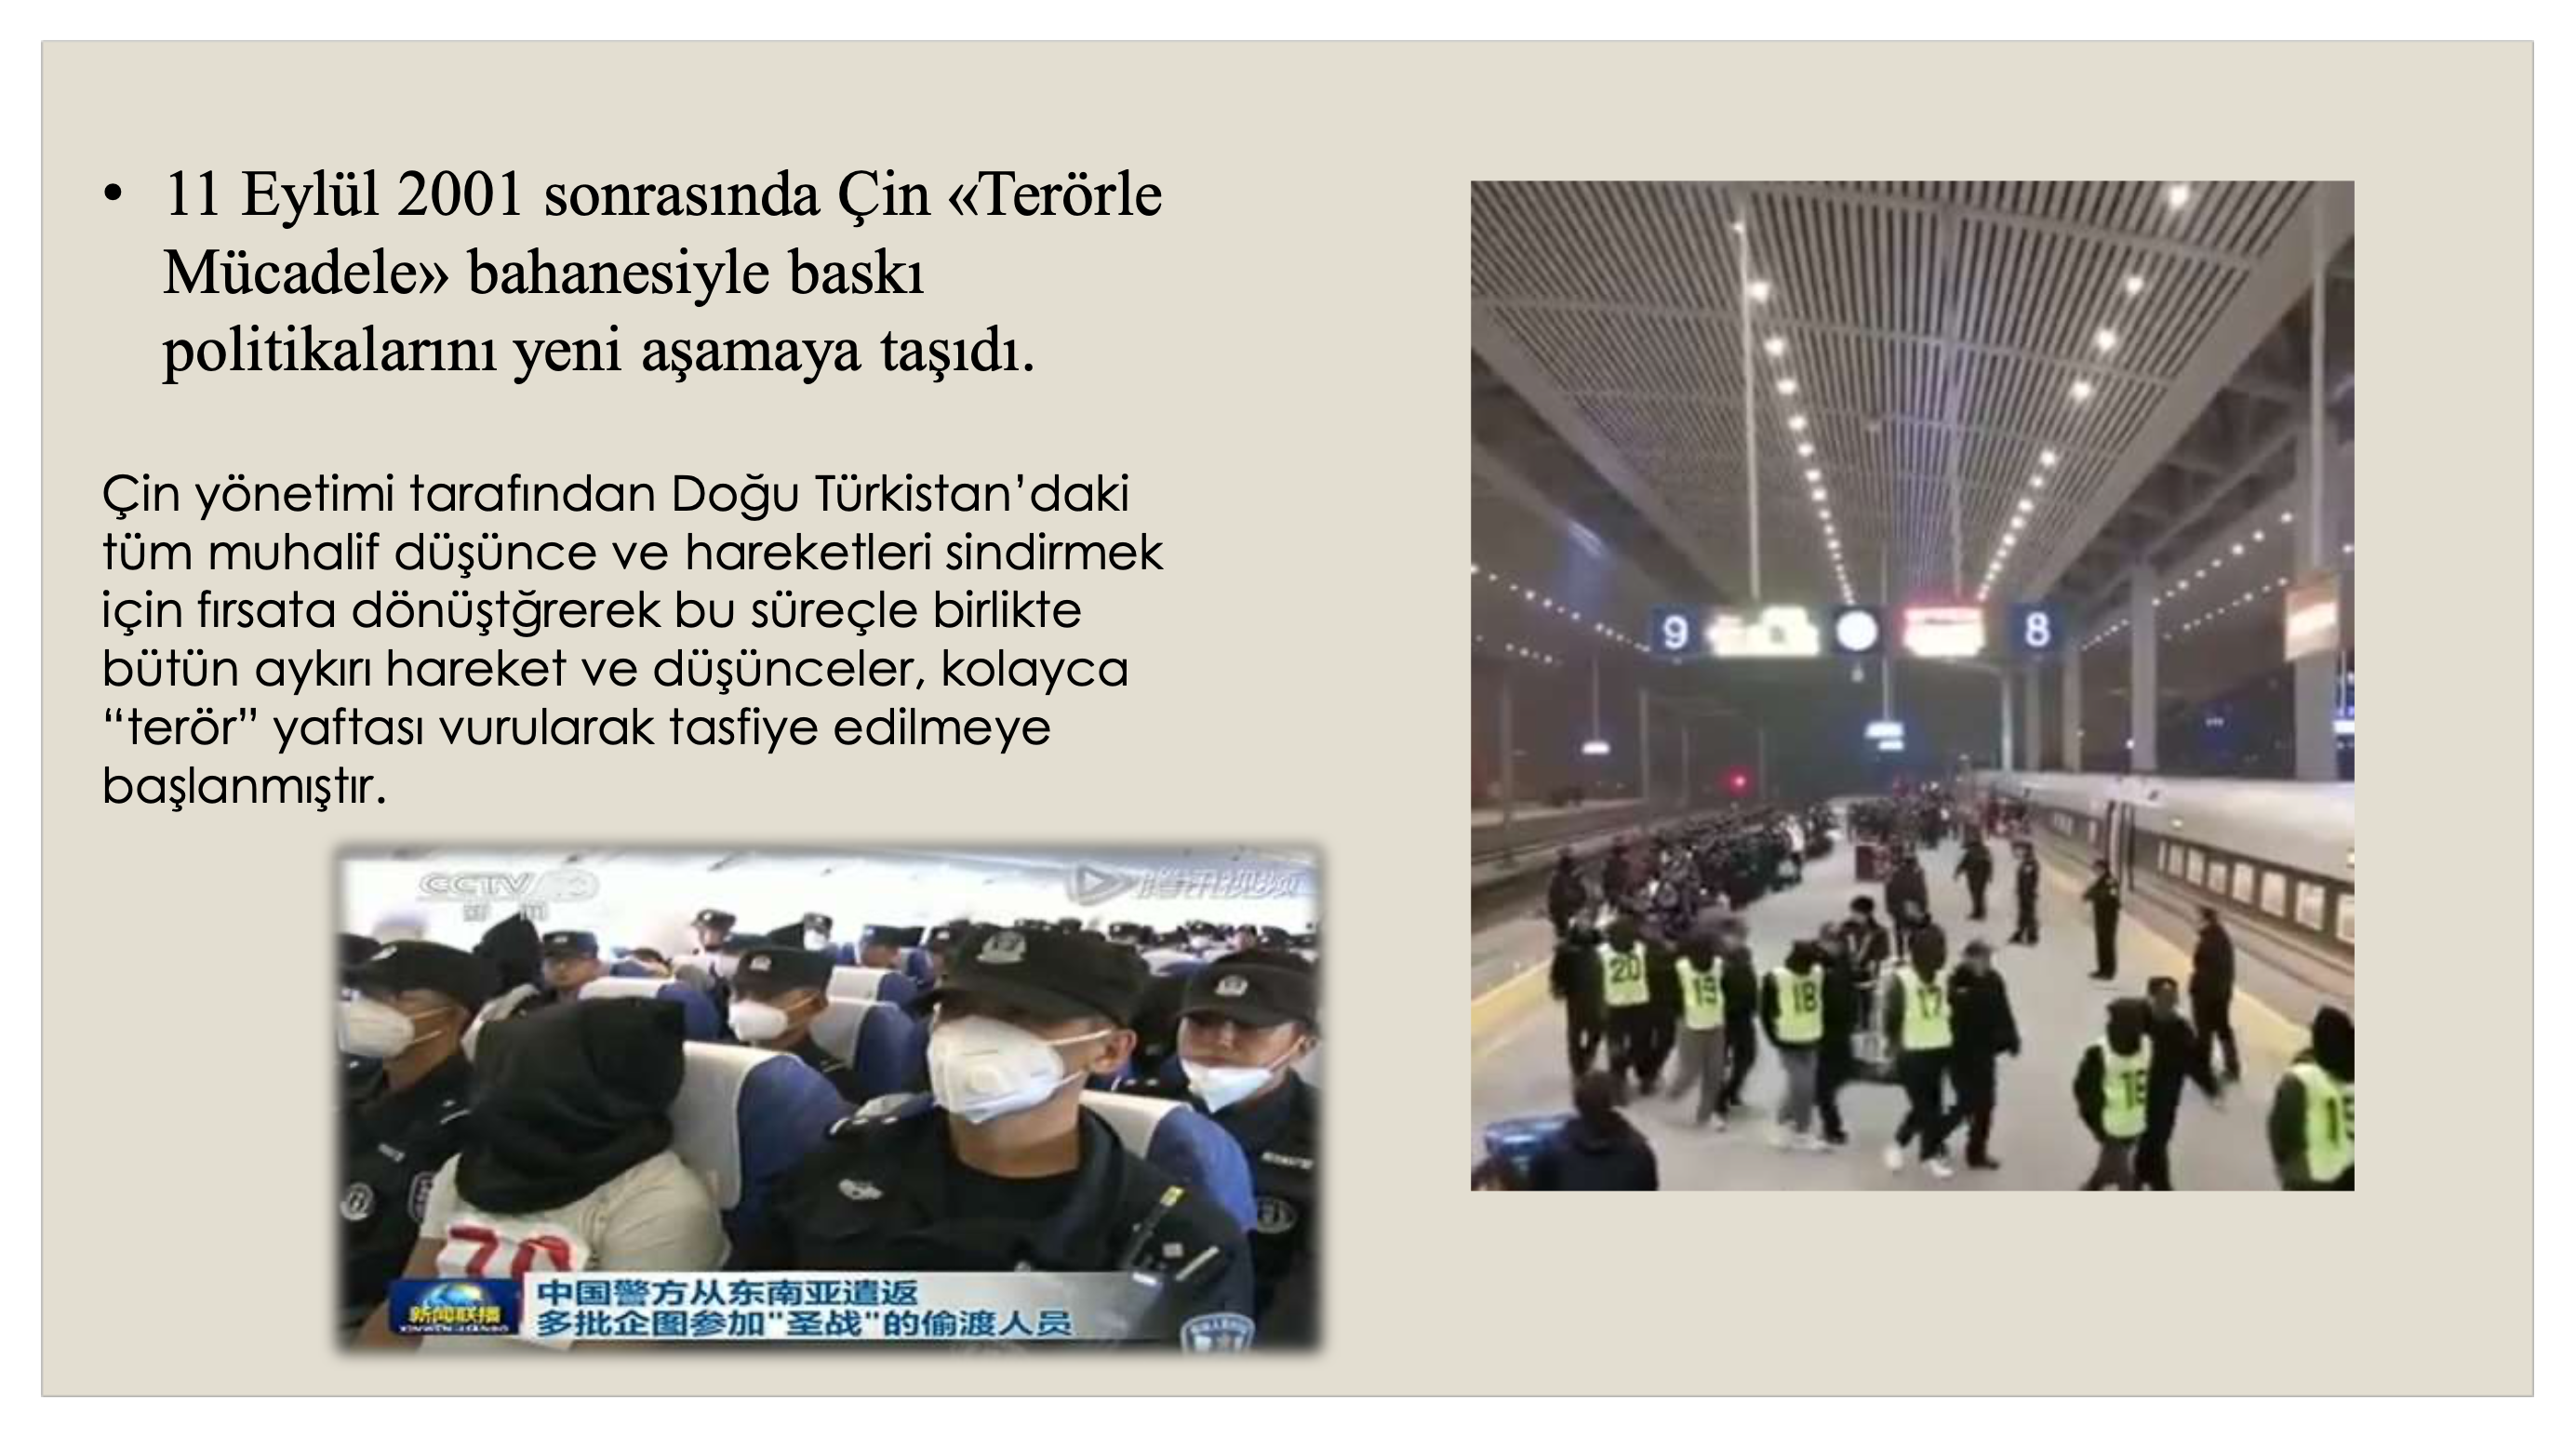 • 11 Eylül 2001 sonrasında Çin «Terörle
Mücadele» bahanesiyle baskı
politikalarını yeni aşamaya taşıdı.
Çin yönetimi tarafından Doğu Türkistan’daki
tüm muhalif düşünce ve hareketleri sindirmek
için fırsata dönüştğrerek bu süreçle birlikte
bütün aykırı hareket ve düşünceler, kolayca
“terör” yaftası vurularak tasfiye edilmeye
başlanmıştır.
CCTV 13
新闻
腾讯视频
70
新闻联播
中国警方从东南亚遣返
多批企图参加"圣战"的偷渡人员
9
8
20
19
18
17
16
15